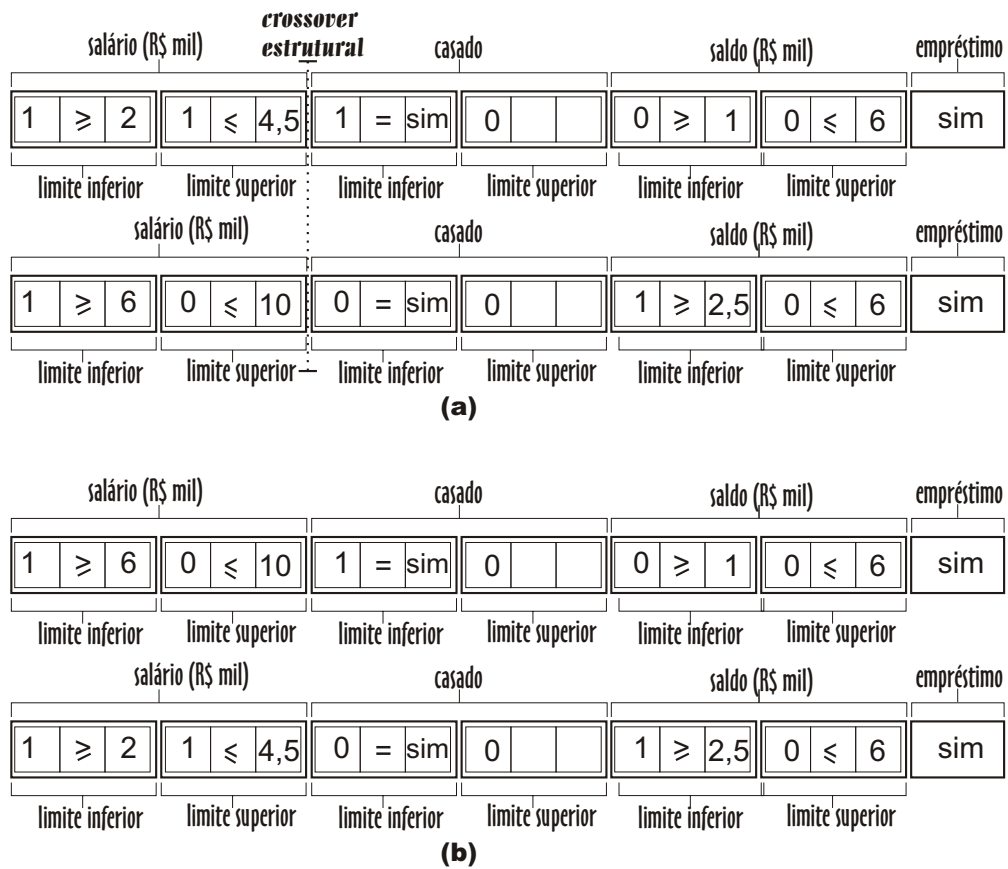 crossover
estrutural
salário (R$ mil) casado saldo (R$ mil) empréstimo
1 ⩾ 2 1 ⩽ 4,5 1 = sim 0 0 ⩾ 1 0 ⩽ 6 sim
limite inferior limite superior limite inferior limite superior limite inferior limite superior
salário (R$ mil) casado saldo (R$ mil) empréstimo
1 ⩾ 6 0 ⩽ 10 0 = sim 0 1 ⩾ 2,5 0 ⩽ 6 sim
limite inferior limite superior limite inferior limite superior limite inferior limite superior
(a)
salário (R$ mil) casado saldo (R$ mil) empréstimo
1 ⩾ 6 0 ⩽ 10 1 = sim 0 0 ⩾ 1 0 ⩽ 6 sim
limite inferior limite superior limite inferior limite superior limite inferior limite superior
salário (R$ mil) casado saldo (R$ mil) empréstimo
1 ⩾ 2 1 ⩽ 4,5 0 = sim 0 1 ⩾ 2,5 0 ⩽ 6 sim
limite inferior limite superior limite inferior limite superior limite inferior limite superior
(b)